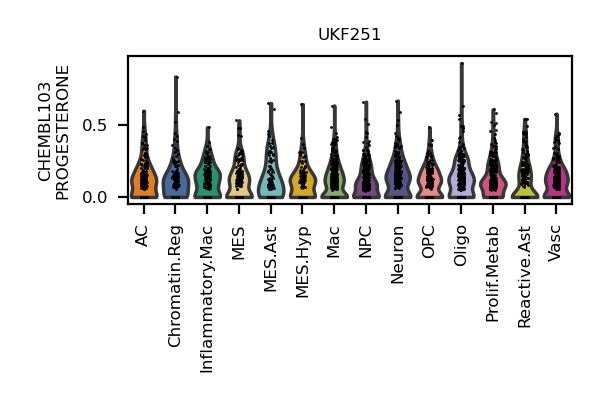 UKF251
CHEMBL103
PROGESTERONE
0.5
0.0
AC
Chromatin.Reg
Inflammatory.Mac
MES
MES.Ast
MES.Hyp
Mac
NPC
Neuron
OPC
Oligo
Prolif.Metab
Reactive.Ast
Vasc